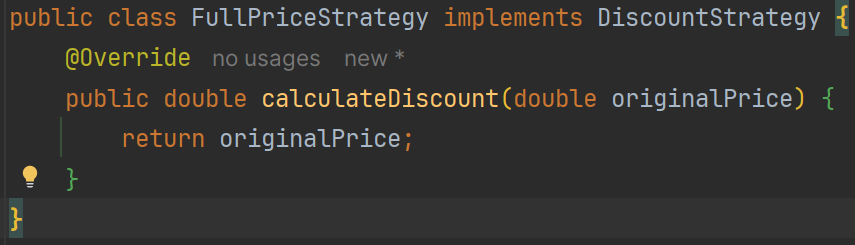 public class FullPriceStrategy implements DiscountStrategy {
@Override no usages new *
public double calculateDiscount(double originalPrice) {
return originalPrice;
}
}